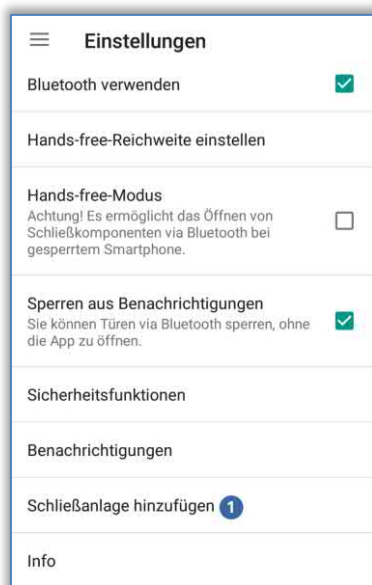 Einstellungen
Bluetooth verwenden
Hands-free-Reichweite einstellen
Hands-free-Modus
Achtung! Es ermöglicht das Öffnen von
Schließkomponenten via Bluetooth bei
gesperrtem Smartphone.
Sperren aus Benachrichtigungen
Sie können Türen via Bluetooth sperren, ohne
die App zu öffnen.
Sicherheitsfunktionen
Benachrichtigungen
Schließanlage hinzufügen 1
Info